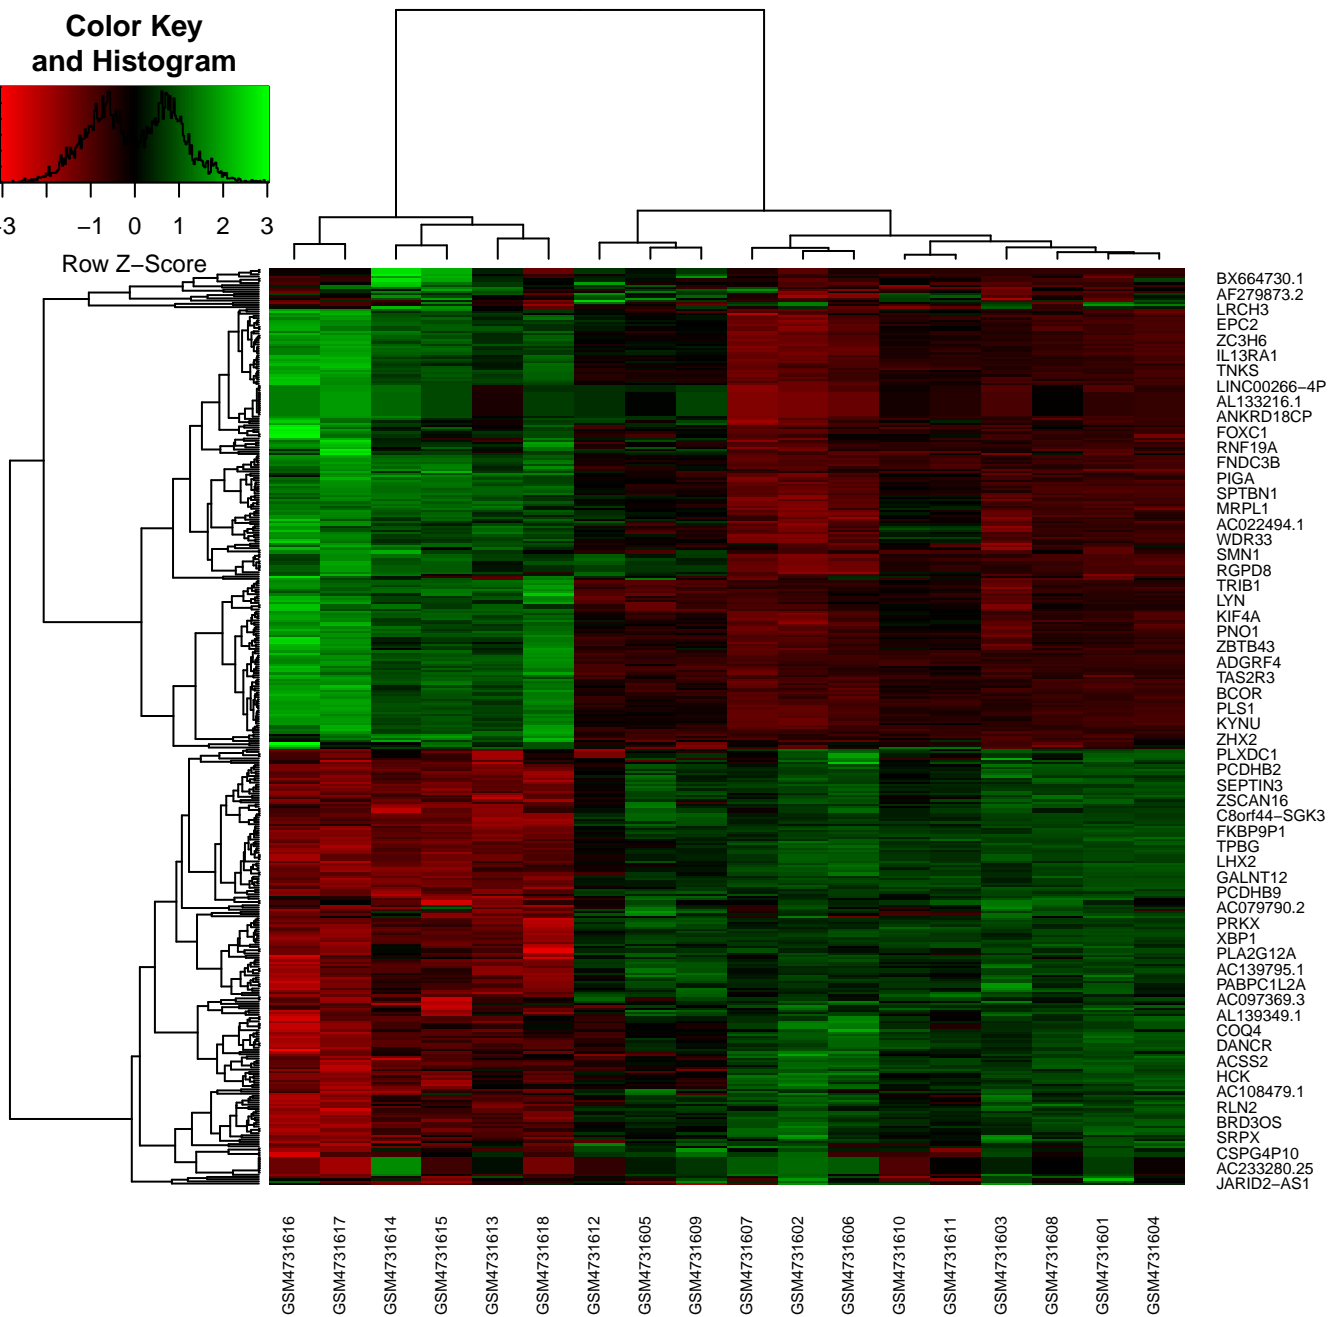 Color Key
and Histogram
−3 −1 0 1 2 3
Row Z−Score
BX664730.1
AF279873.2
LRCH3
EPC2
ZC3H6
IL13RA1
TNKS
LINC00266−4P
AL133216.1
ANKRD18CP
FOXC1
RNF19A
FNDC3B
PIGA
SPTBN1
MRPL1
AC022494.1
WDR33
SMN1
RGPD8
TRIB1
LYN
KIF4A
PNO1
ZBTB43
ADGRF4
TAS2R3
BCOR
PLS1
KYNU
ZHX2
PLXDC1
PCDHB2
SEPTIN3
ZSCAN16
C8orf44−SGK3
FKBP9P1
TPBG
LHX2
GALNT12
PCDHB9
AC079790.2
PRKX
XBP1
PLA2G12A
AC139795.1
PABPC1L2A
AC097369.3
AL139349.1
COQ4
DANCR
ACSS2
HCK
AC108479.1
RLN2
BRD3OS
SRPX
CSPG4P10
AC233280.25
JARID2−AS1
GSM4731616
GSM4731617
GSM4731614
GSM4731615
GSM4731613
GSM4731618
GSM4731612
GSM4731605
GSM4731609
GSM4731607
GSM4731602
GSM4731606
GSM4731610
GSM4731611
GSM4731603
GSM4731608
GSM4731601
GSM4731604